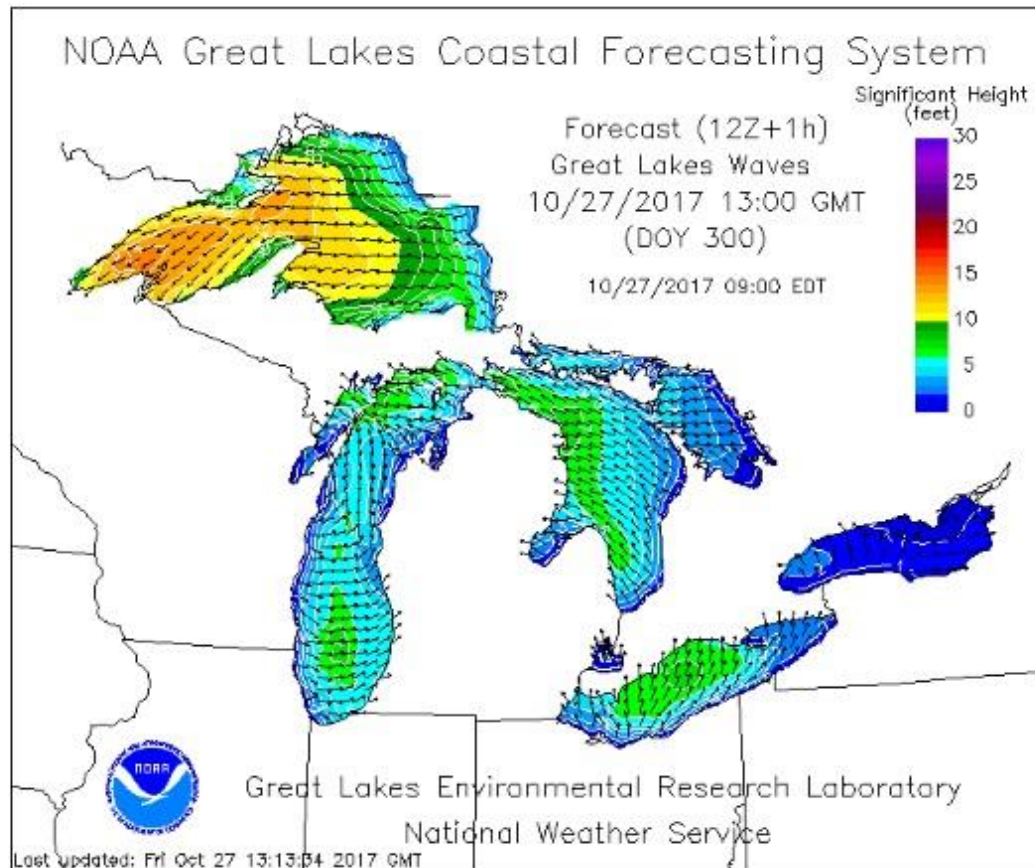 NOAA Great Lakes Coastal Forecasting System
Significant Height
(feet)
Forecast (12Z+1h)
Great Lakes Waves
10/27/2017 13:00 GMT
(DOY 300)
10/27/2017 09:00 EDT
30
25
20
15
10
5
0
NOAA
Great Lakes Environmental Research Laboratory
National Weather Service
Last updated: Fri Oct 27 13:13:34 2017 GMT